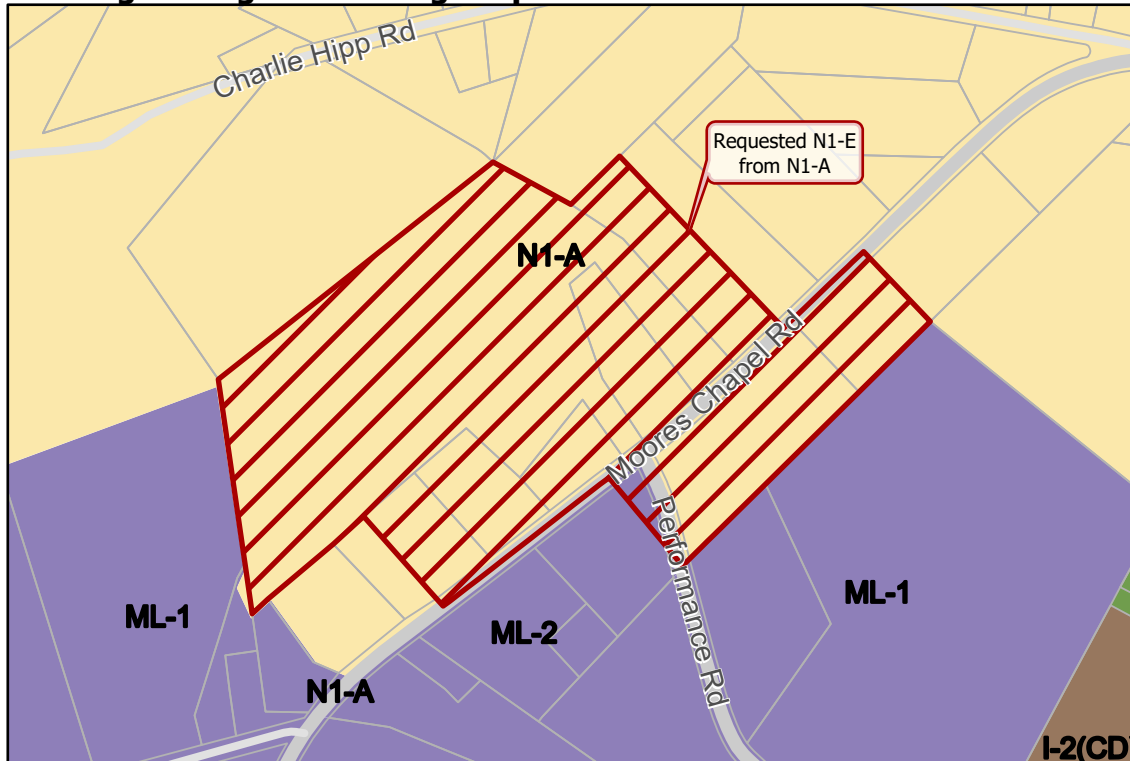 Charlie Hipp Rd
Requested N1-E
from N1-A
N1-A
Moores Chapel Rd
Performance Rd
ML-1
ML-1
ML-2
N1-A
I-2(CD)